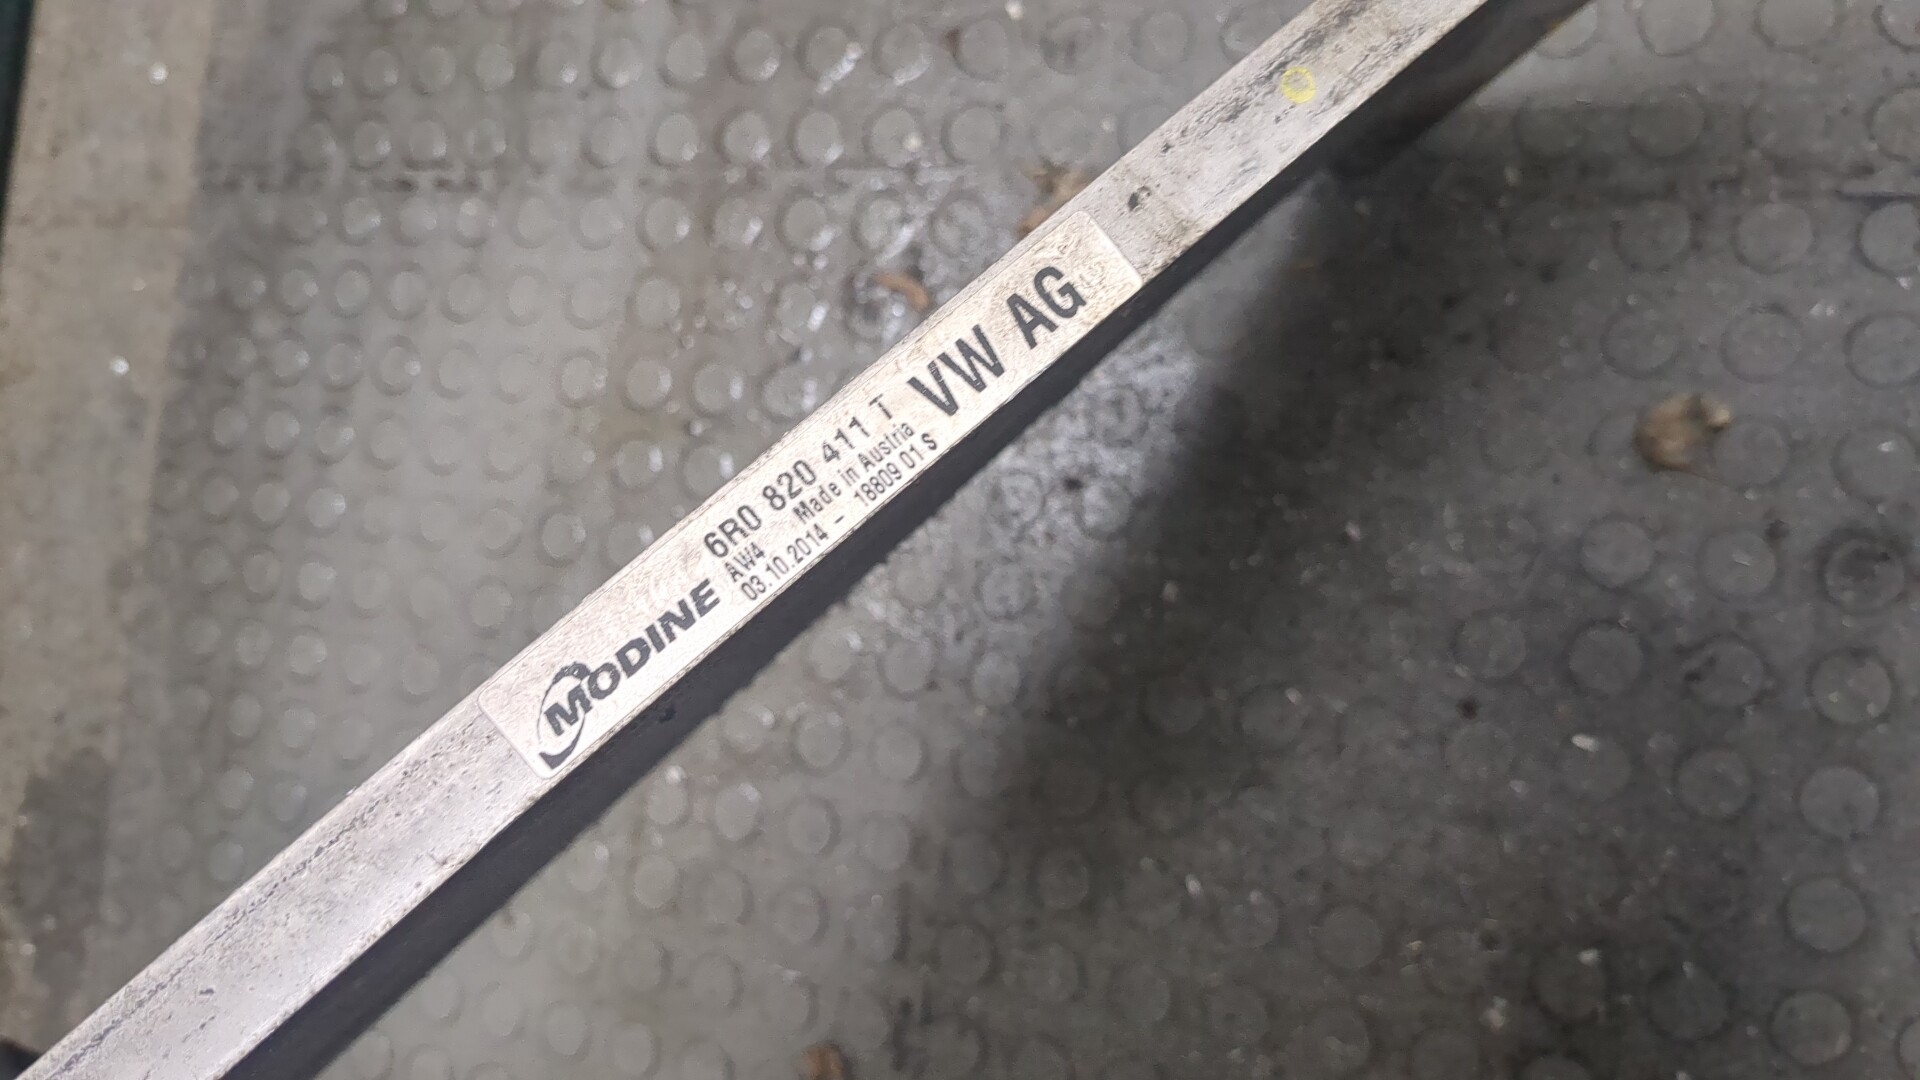 MODINE
6R0 820 411 T
AW4 Made in Austria
03.10.2014 - 18809 01 S
VW AG